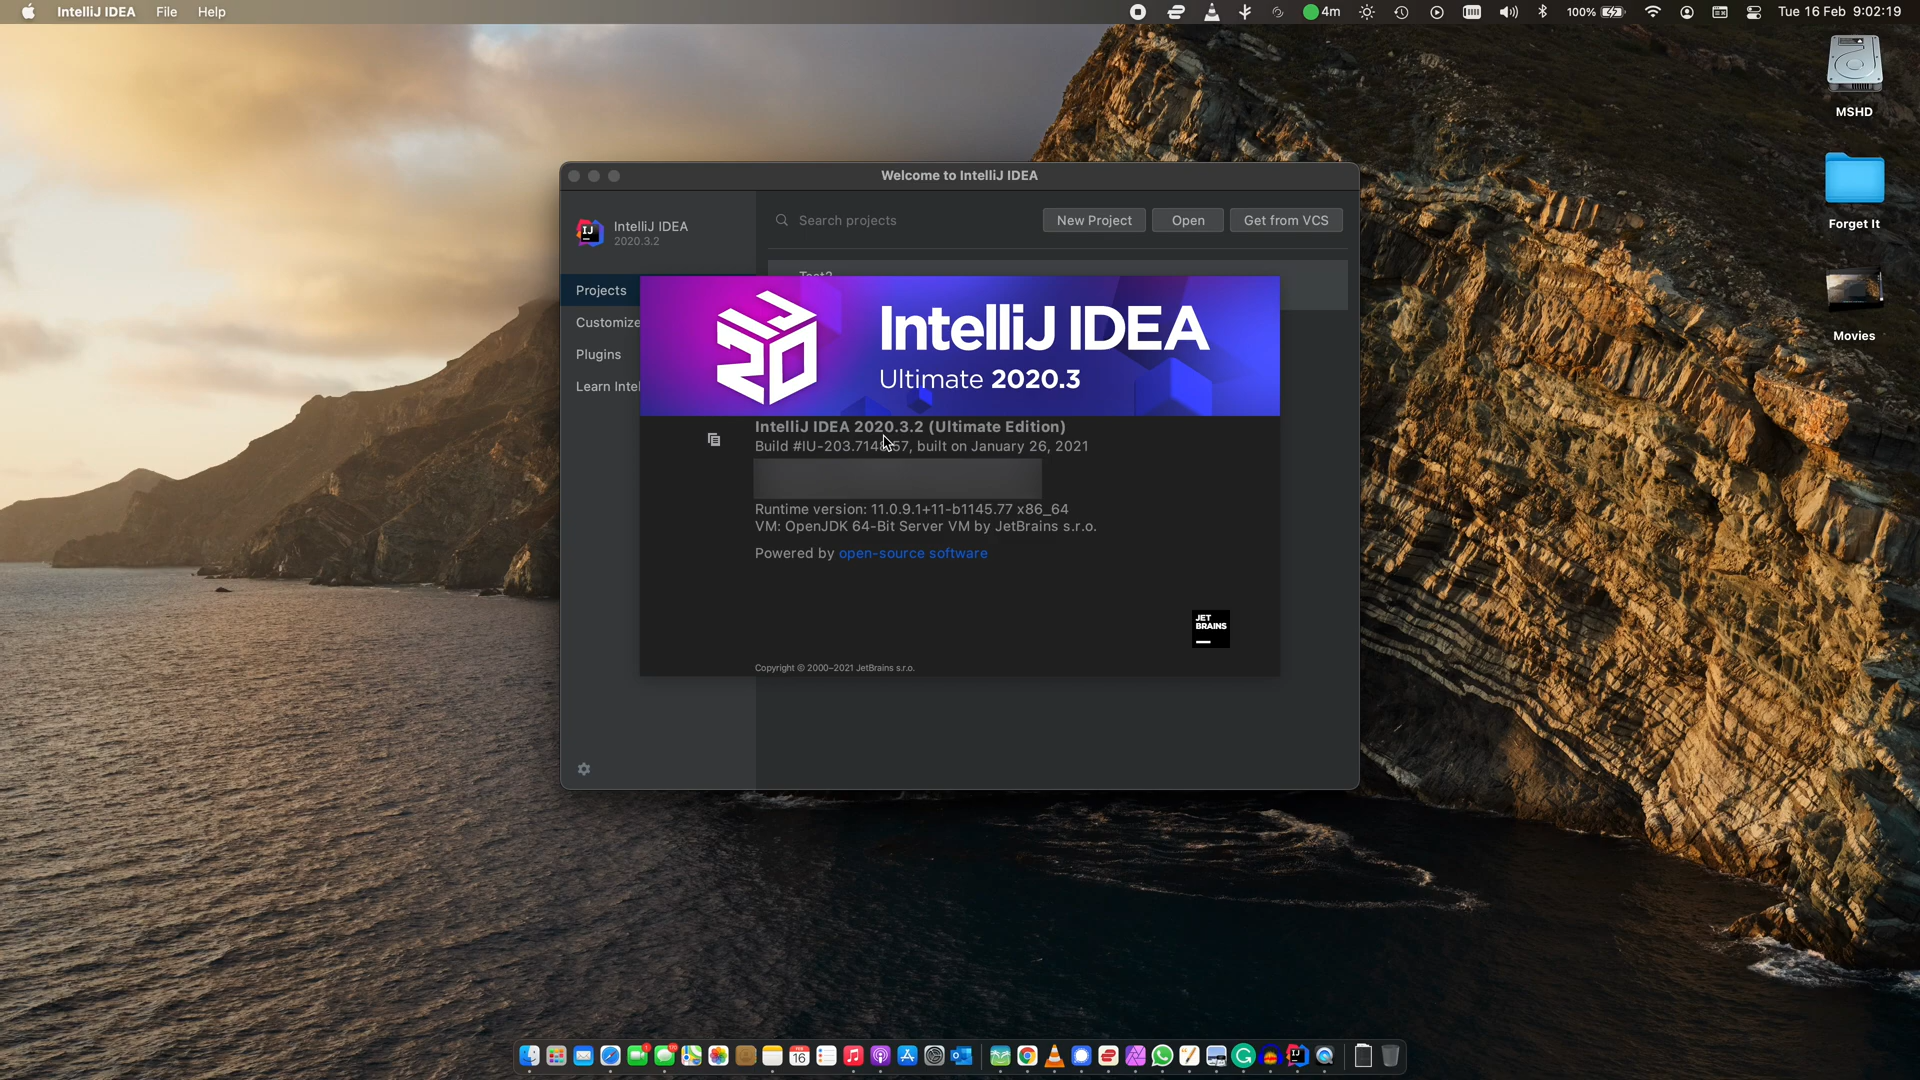 IntelliJ IDEA File Help
4m 100% Tue 16 Feb 9:02:19
MSHD
Forget It
Movies
Welcome to IntelliJ IDEA
IntelliJ IDEA
2020.3.2
Search projects
New Project Open Get from VCS
Projects
Customize
Plugins
Learn Intel
IJ
20
IntelliJ IDEA
Ultimate 2020.3
IntelliJ IDEA 2020.3.2 (Ultimate Edition)
built on January 26, 2021
Runtime version: 11.0.9.1+11-b1145.77 x86_64
VM: OpenJDK 64-Bit Server VM by JetBrains s.r.o.
Powered by open-source software
JET
BRAINS
Copyright © 2000–2021 JetBrains s.r.o.